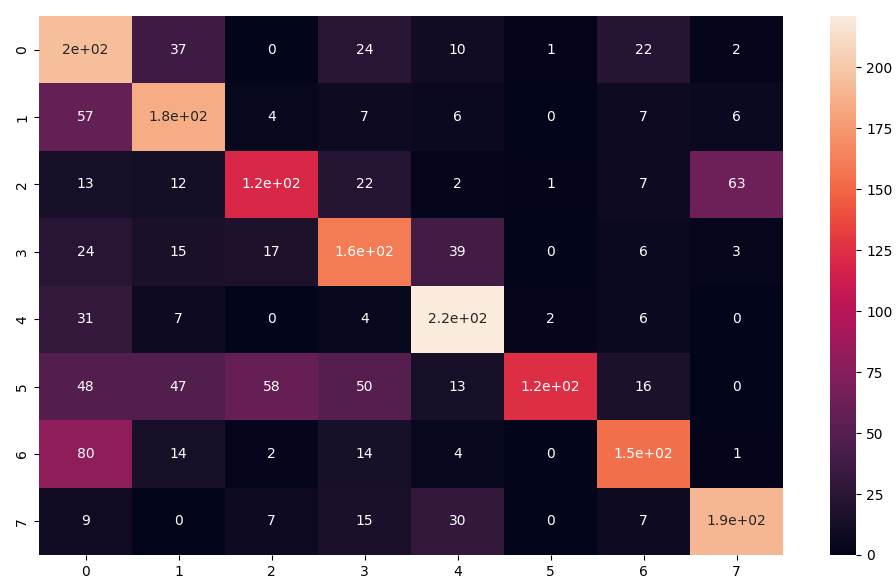 0 2e+02 37 0 24 10 1 22 2
1 57 1.8e+02 4 7 6 0 7 6
2 13 12 1.2e+02 22 2 1 7 63
3 24 15 17 1.6e+02 39 0 6 3
4 31 7 0 4 2.2e+02 2 6 0
5 48 47 58 50 13 1.2e+02 16 0
6 80 14 2 14 4 0 1.5e+02 1
7 9 0 7 15 30 0 7 1.9e+02
0 1 2 3 4 5 6 7
200
175
150
125
100
75
50
25
0